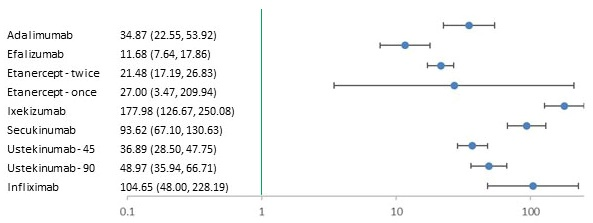 Adalimumab 34.87 (22.55, 53.92)
Efalizumab 11.68 (7.64, 17.86)
Etanercept - twice 21.48 (17.19, 26.83)
Etanercept - once 27.00 (3.47, 209.94)
Ixekizumab 177.98 (126.67, 250.08)
Secukinumab 93.62 (67.10, 130.63)
Ustekinumab - 45 36.89 (28.50, 47.75)
Ustekinumab - 90 48.97 (35.94, 66.71)
Infliximab 104.65 (48.00, 228.19)
0.1 1 10 100